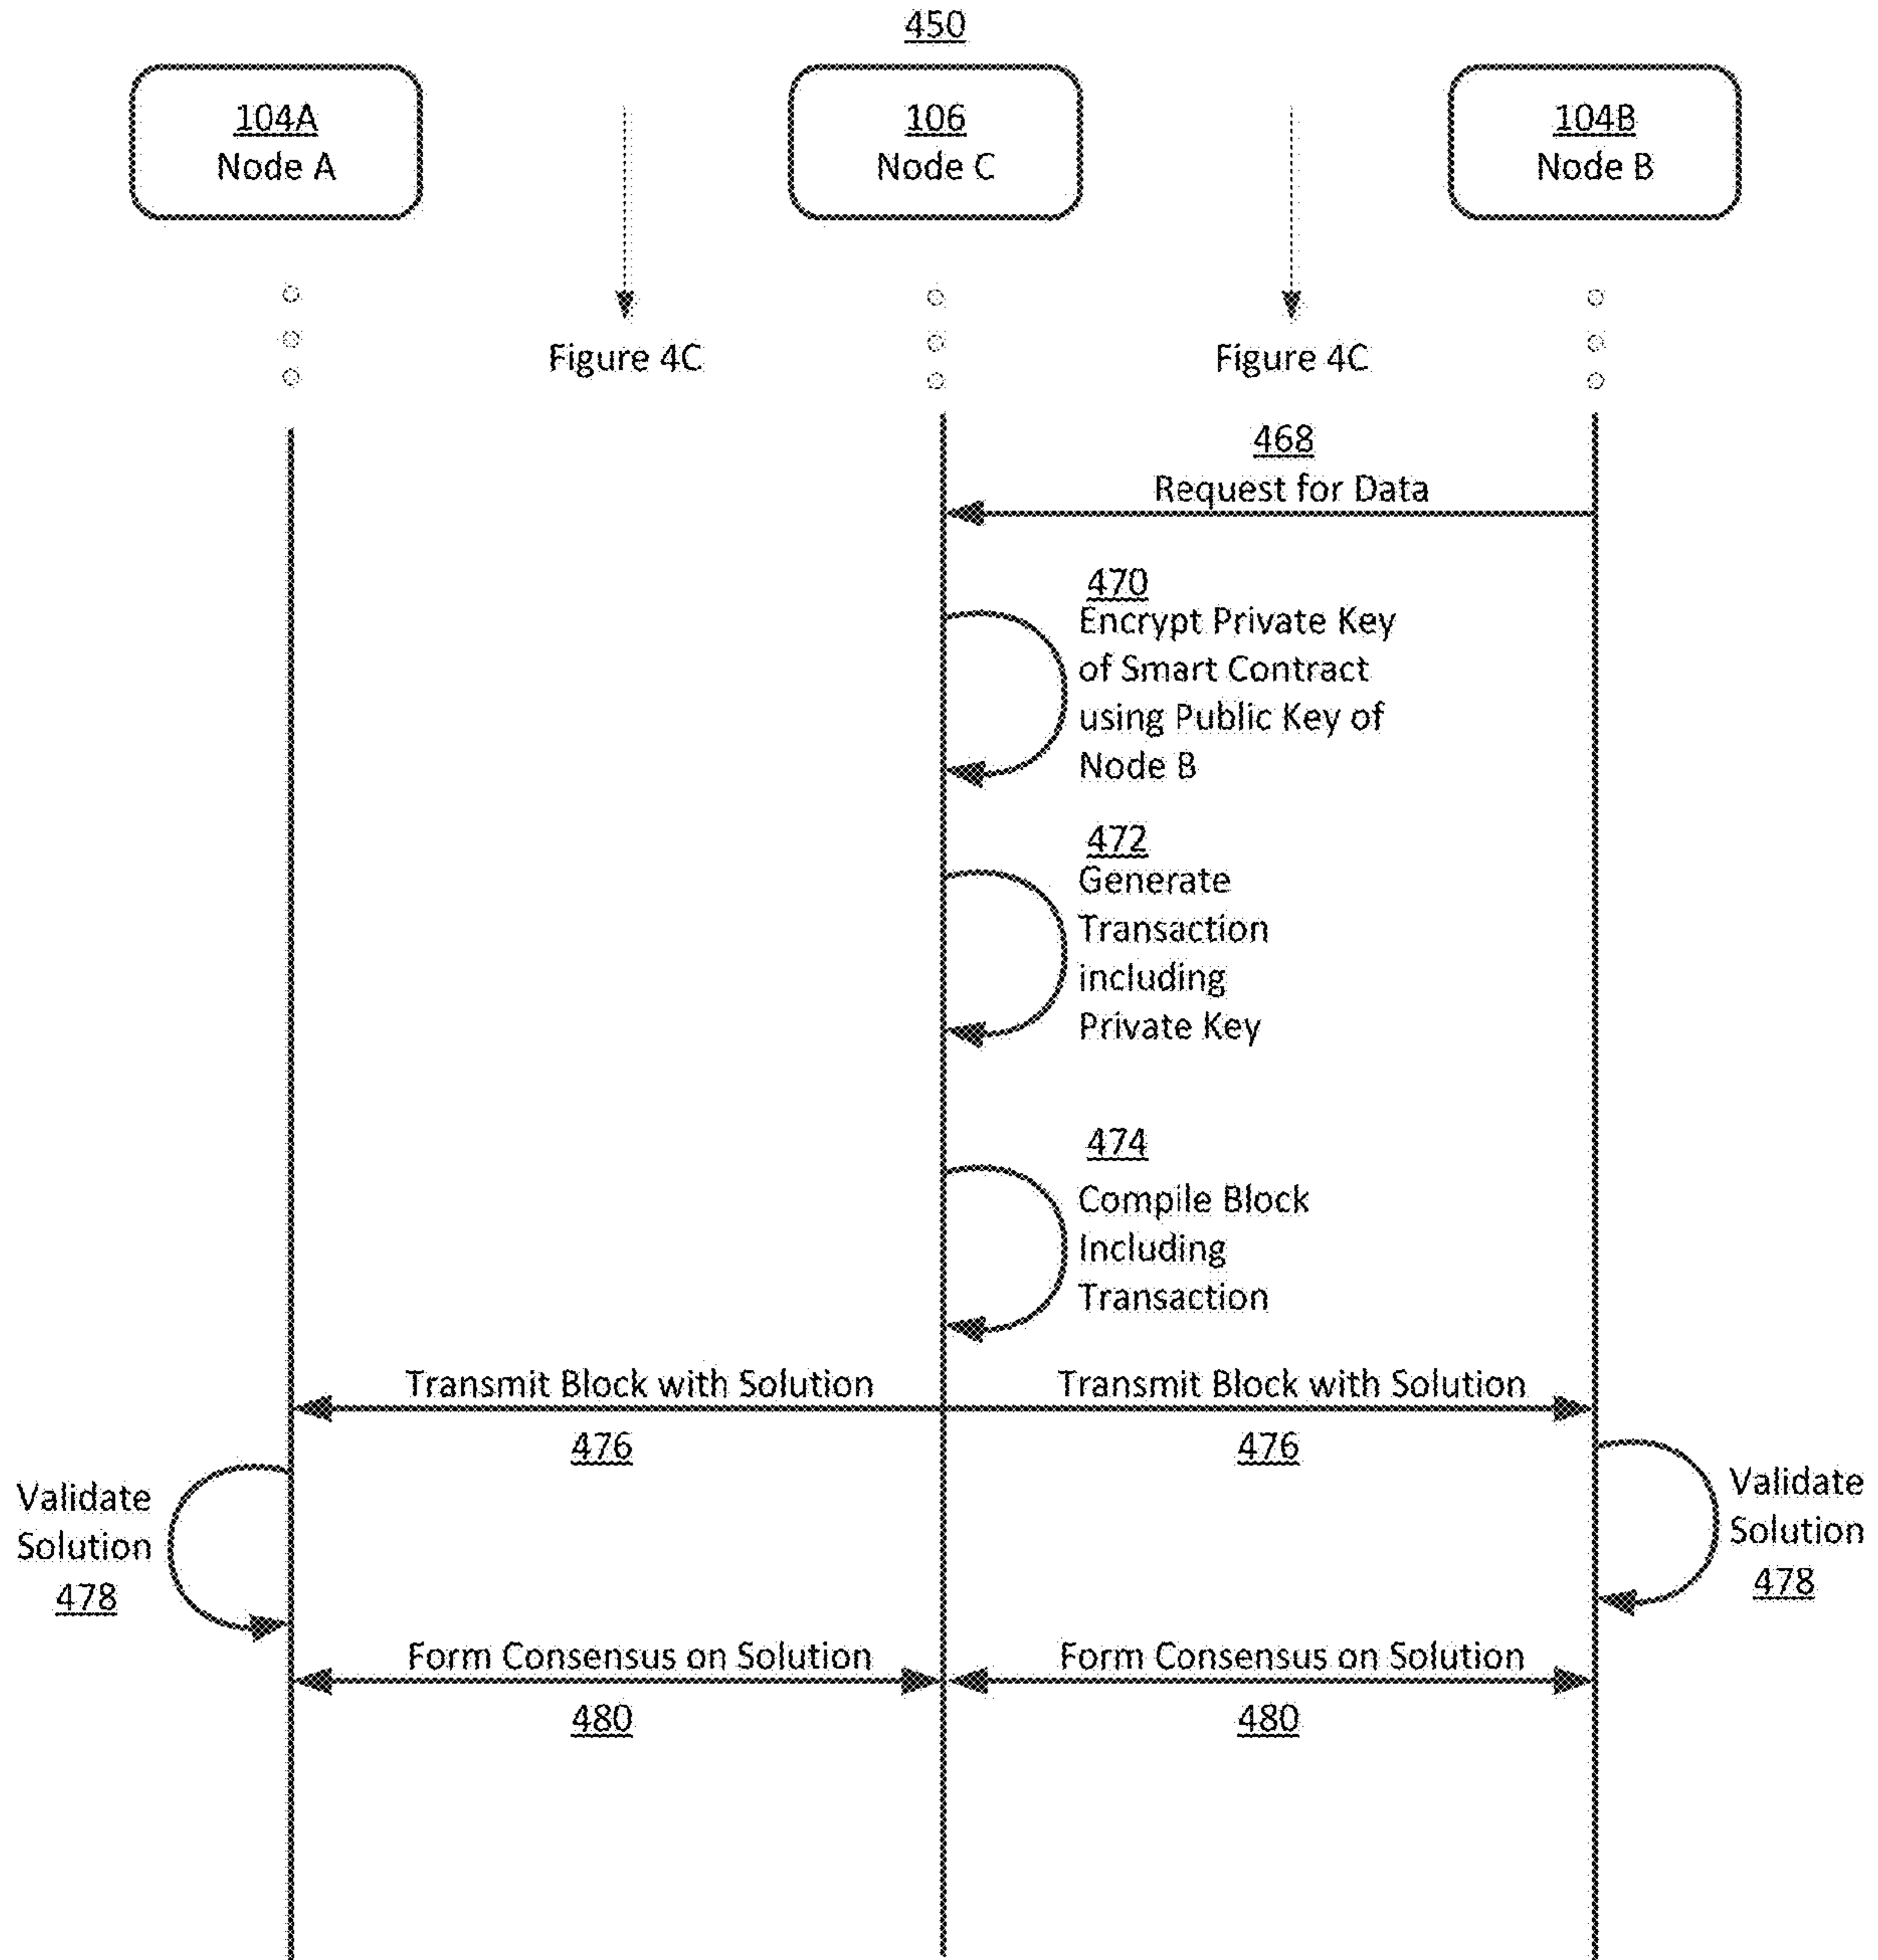 450
104A
Node A
106
Node C
104B
Node B
Figure 4C
Figure 4C
468
Request for Data
470
Encrypt Private Key
of Smart Contract
using Public Key of
Node B
472
Generate
Transaction
including
Private Key
474
Compile Block
Including
Transaction
Transmit Block with Solution
476
Transmit Block with Solution
476
Validate
Solution
478
Validate
Solution
478
Form Consensus on Solution
480
Form Consensus on Solution
480